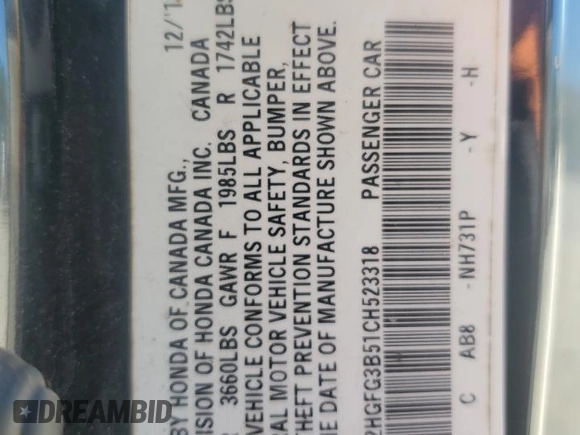 12/'1
BY HONDA OF CANADA MFG.,
ISION OF HONDA CANADA INC. CANADA
3660LBS GAWR F 1985LBS R 1742LBS
VEHICLE CONFORMS TO ALL APPLICABLE
AL MOTOR VEHICLE SAFETY, BUMPER,
THEFT PREVENTION STANDARDS IN EFFECT
E DATE OF MANUFACTURE SHOWN ABOVE.
2HGFG3B51CH523318 PASSENGER CAR
C AB8 -NH731P -Y -H
DREAMBID